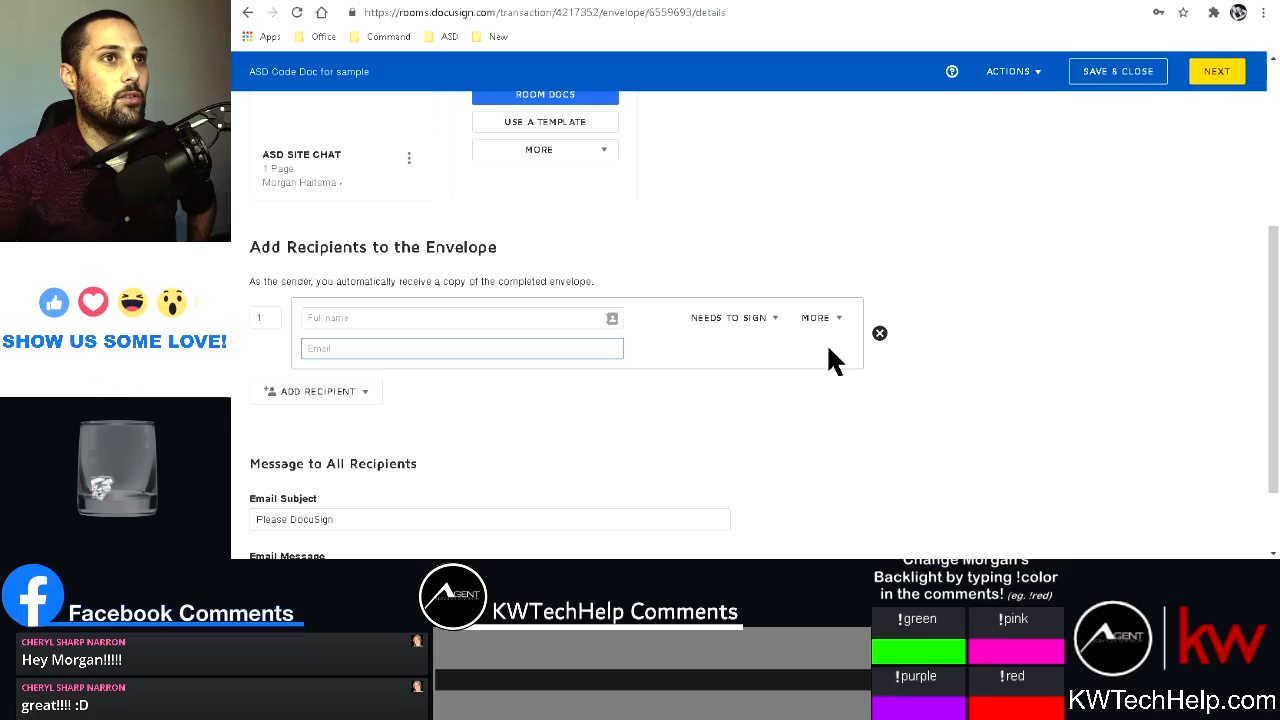 https://rooms.docusign.com/transaction/4217352/envelope/6559693/details
Apps
Office
Command
ASD
New
ASD Code Doc for sample
ACTIONS
SAVE & CLOSE
NEXT
ROOM DOCS
USE A TEMPLATE
MORE
ASD SITE CHAT
1 Page
Morgan Haitsma
Add Recipients to the Envelope
As the sender, you automatically receive a copy of the completed envelope.
1
Full name
NEEDS TO SIGN
MORE
Email
ADD RECIPIENT
Message to All Recipients
Email Subject
Please DocuSign
Email Message
SHOW US SOME LOVE!
Facebook Comments
CHERYL SHARP NARRON
Hey Morgan!!!!!
CHERYL SHARP NARRON
great!!!! :D
AGENT
KWTechHelp Comments
Change Morgan's
Backlight by typing !color
in the comments! (eg. !red)
!green
!pink
!purple
!red
AGENT
kw
KWTechHelp.com